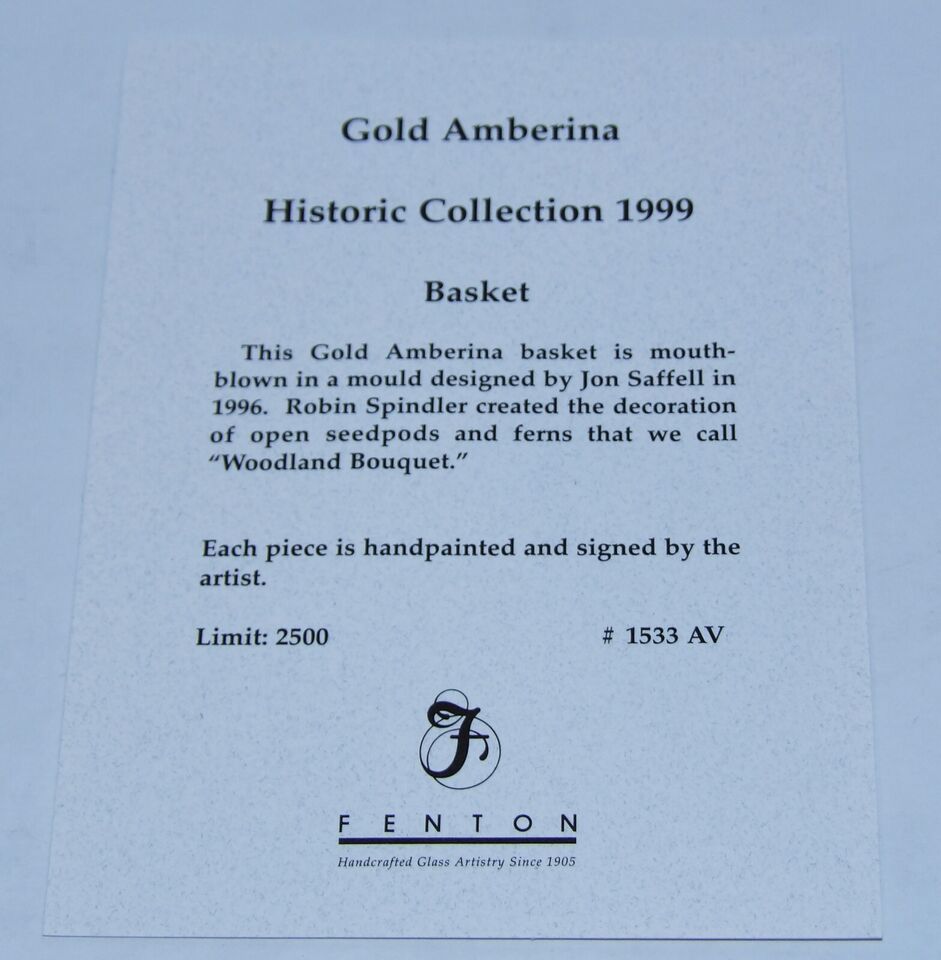 Gold Amberina
Historic Collection 1999
Basket
This Gold Amberina basket is mouth-
blown in a mould designed by Jon Saffell in
1996. Robin Spindler created the decoration
of open seedpods and ferns that we call
“Woodland Bouquet.”
Each piece is handpainted and signed by the
artist.
Limit: 2500 # 1533 AV
F
FENTON
Handcrafted Glass Artistry Since 1905